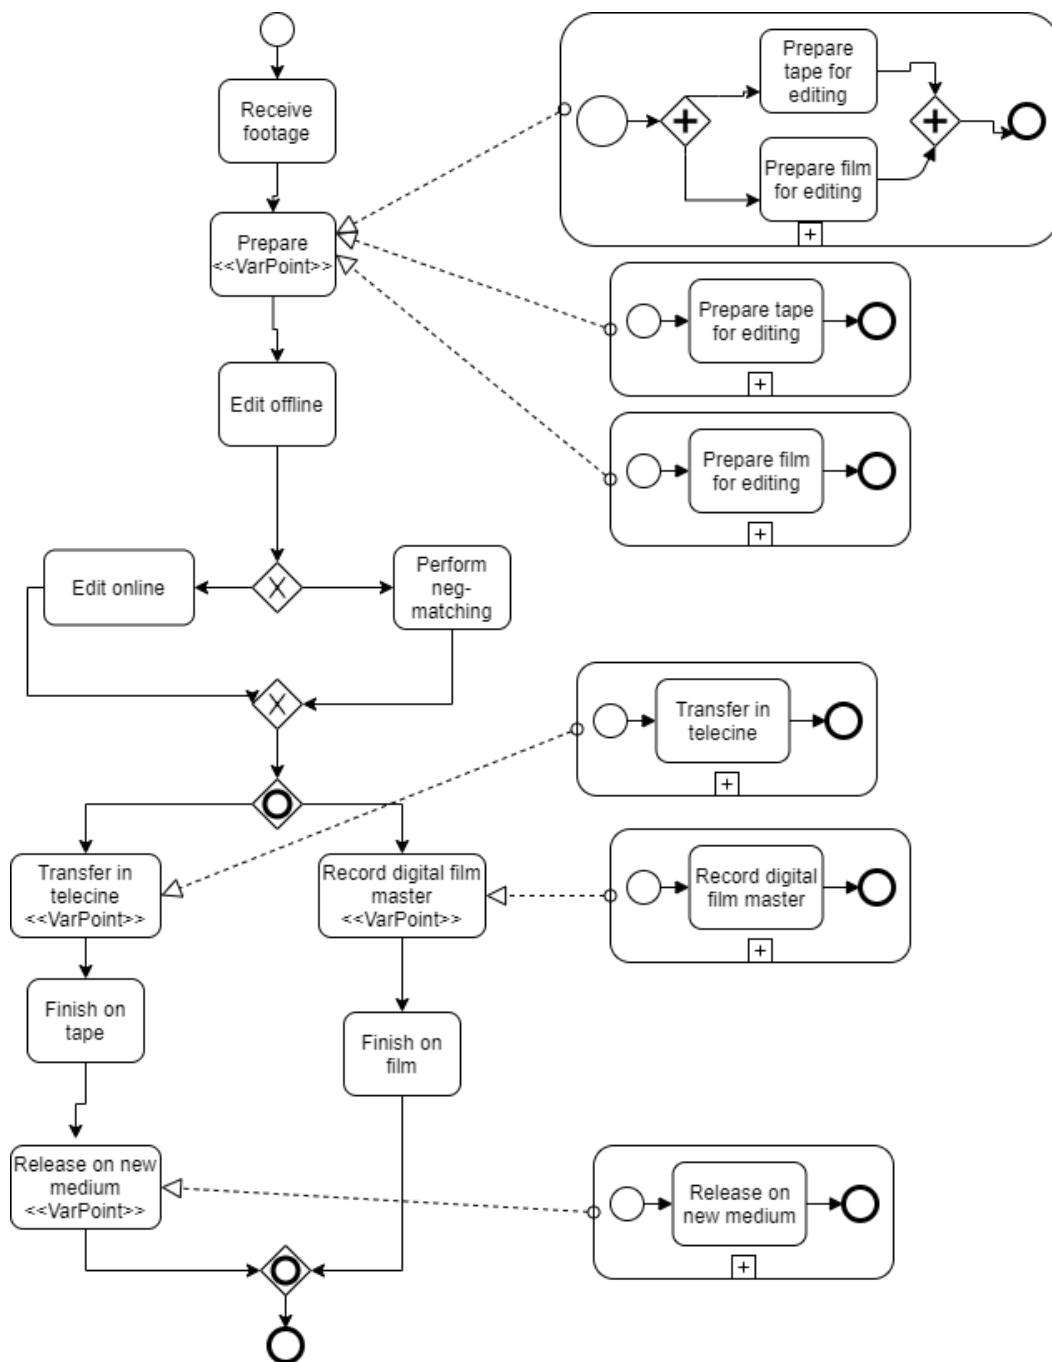 Receive
footage
Prepare
tape for
editing
Prepare film
for editing
Prepare
<<VarPoint>>
Prepare tape
for editing
Edit offline
Prepare film
for editing
Edit online
X
Perform
neg-
matching
X
Transfer in
telecine
Transfer in
telecine
<<VarPoint>>
Record digital film
master
<<VarPoint>>
Record digital
film master
Finish on
tape
Finish on
film
Release on new
medium
<<VarPoint>>
Release on
new medium